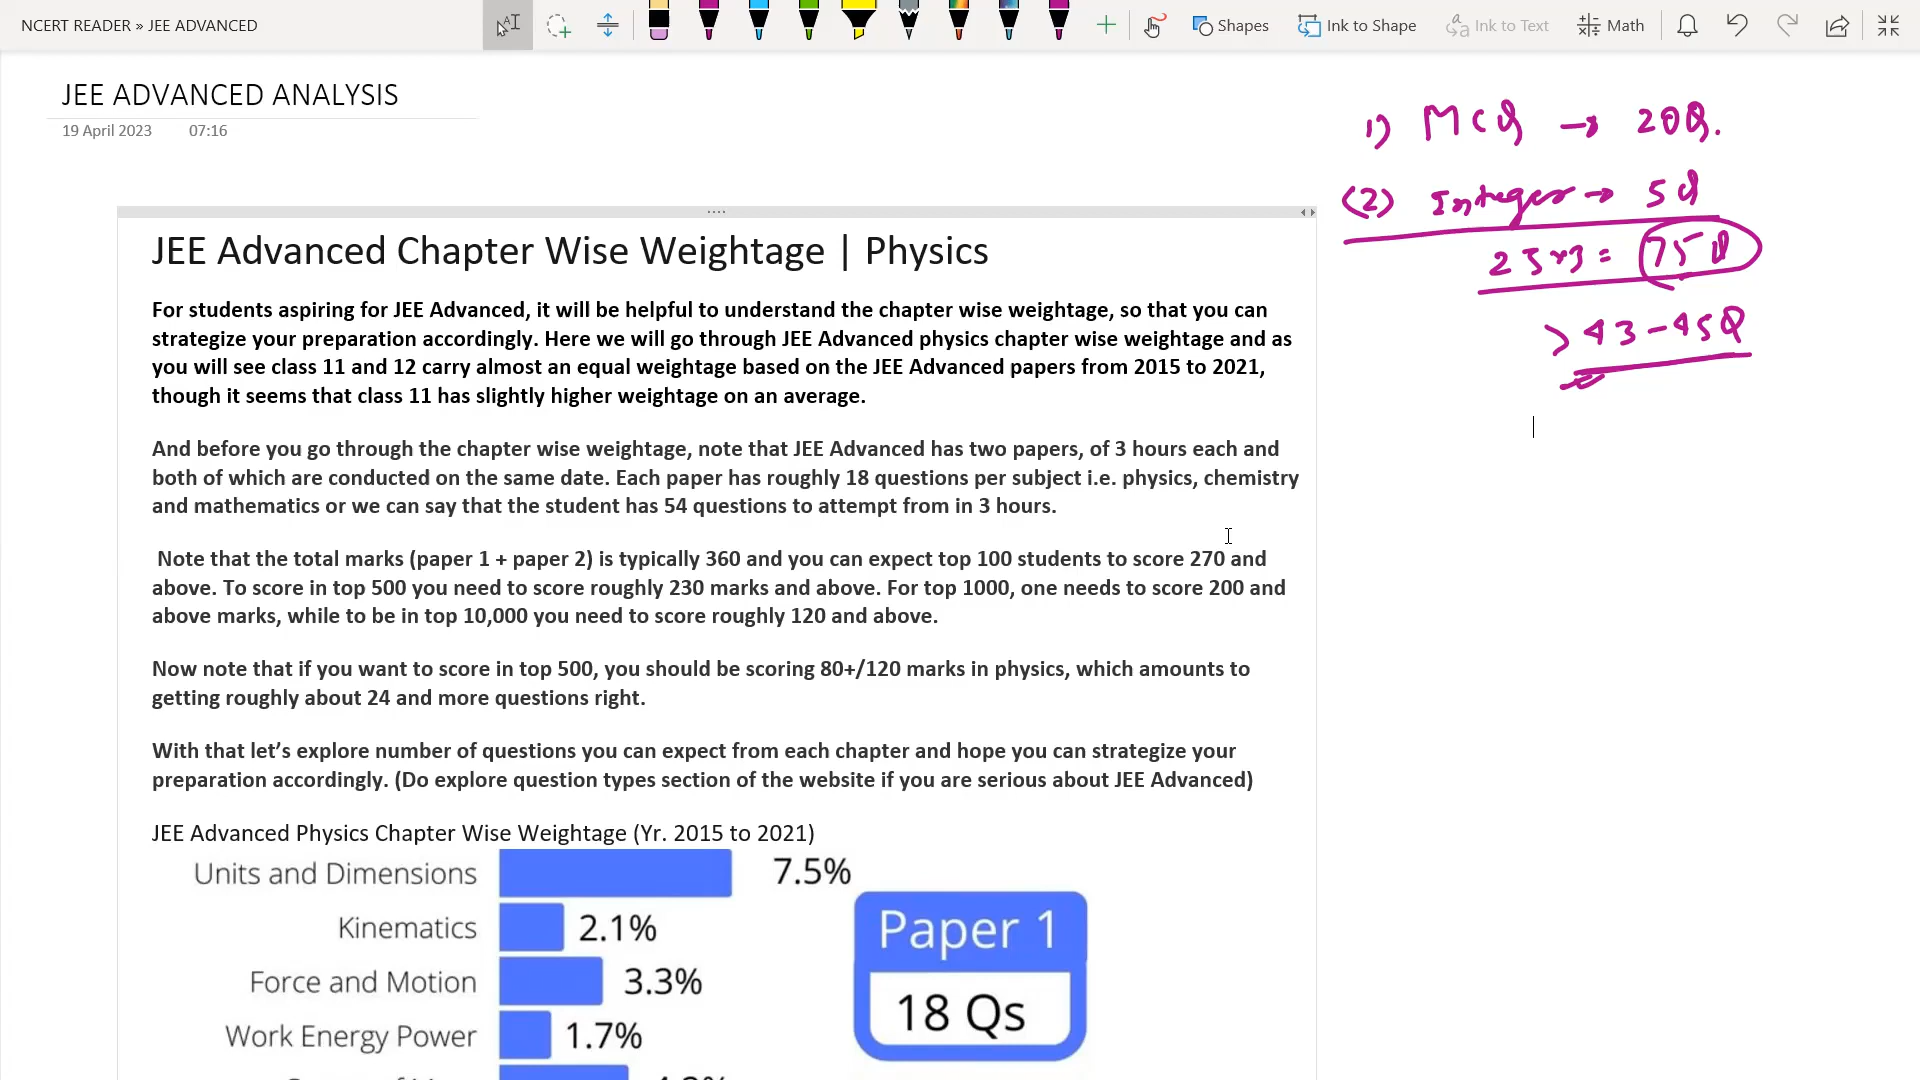 NCERT READER » JEE ADVANCED
Shapes
Ink to Shape
Ink to Text
Math
JEE ADVANCED ANALYSIS
19 April 2023 07:16
1) MCQ → 20Q.
(2) Integer → 5Q
25×3 = 75Q
> 43-45Q
JEE Advanced Chapter Wise Weightage | Physics
For students aspiring for JEE Advanced, it will be helpful to understand the chapter wise weightage, so that you can
strategize your preparation accordingly. Here we will go through JEE Advanced physics chapter wise weightage and as
you will see class 11 and 12 carry almost an equal weightage based on the JEE Advanced papers from 2015 to 2021,
though it seems that class 11 has slightly higher weightage on an average.
And before you go through the chapter wise weightage, note that JEE Advanced has two papers, of 3 hours each and
both of which are conducted on the same date. Each paper has roughly 18 questions per subject i.e. physics, chemistry
and mathematics or we can say that the student has 54 questions to attempt from in 3 hours.
Note that the total marks (paper 1 + paper 2) is typically 360 and you can expect top 100 students to score 270 and
above. To score in top 500 you need to score roughly 230 marks and above. For top 1000, one needs to score 200 and
above marks, while to be in top 10,000 you need to score roughly 120 and above.
Now note that if you want to score in top 500, you should be scoring 80+/120 marks in physics, which amounts to
getting roughly about 24 and more questions right.
With that let’s explore number of questions you can expect from each chapter and hope you can strategize your
preparation accordingly. (Do explore question types section of the website if you are serious about JEE Advanced)
JEE Advanced Physics Chapter Wise Weightage (Yr. 2015 to 2021)
Units and Dimensions 7.5%
Kinematics 2.1%
Force and Motion 3.3%
Work Energy Power 1.7%
Paper 1
18 Qs